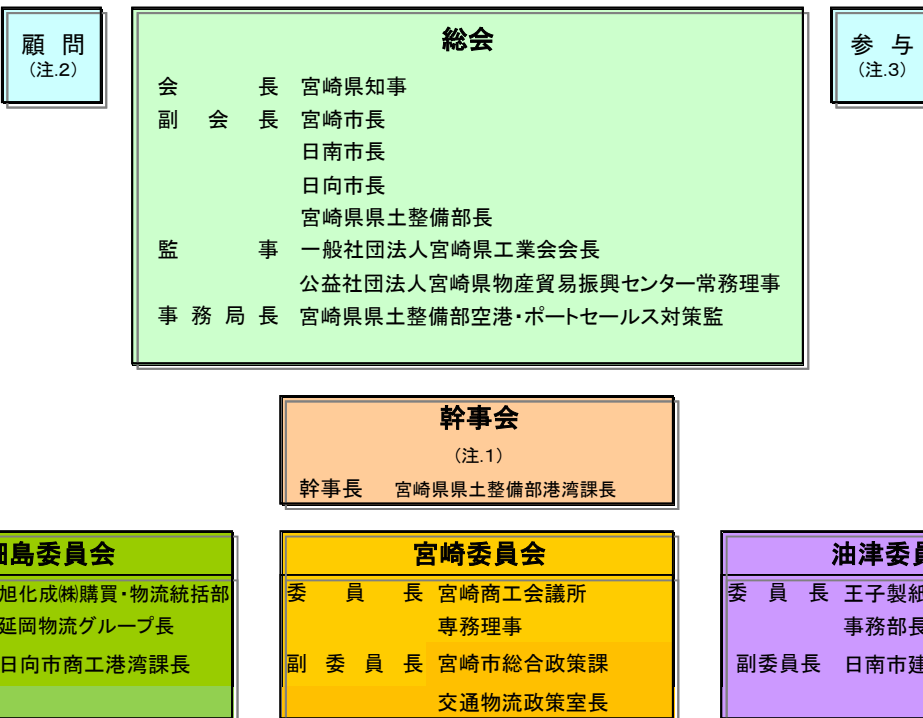 顧 問
（注.2）
総会
会 長 宮崎県知事
副 会 長 宮崎市長
日南市長
日向市長
宮崎県県土整備部長
監 事 一般社団法人宮崎県工業会会長
公益社団法人宮崎県物産貿易振興センター常務理事
事 務 局 長 宮崎県県土整備部空港・ポートセールス対策監
参 与
（注.3）
幹事会
（注.1）
幹事長 宮崎県県土整備部港湾課長
島委員会
旭化成㈱購買・物流統括部
延岡物流グループ長
日向市商工港湾課長
宮崎委員会
委 員 長 宮崎商工会議所
専務理事
副 委 員 長 宮崎市総合政策課
交通物流政策室長
油津委員
委 員 長 王子製紙
事務部長
副委員長 日南市建